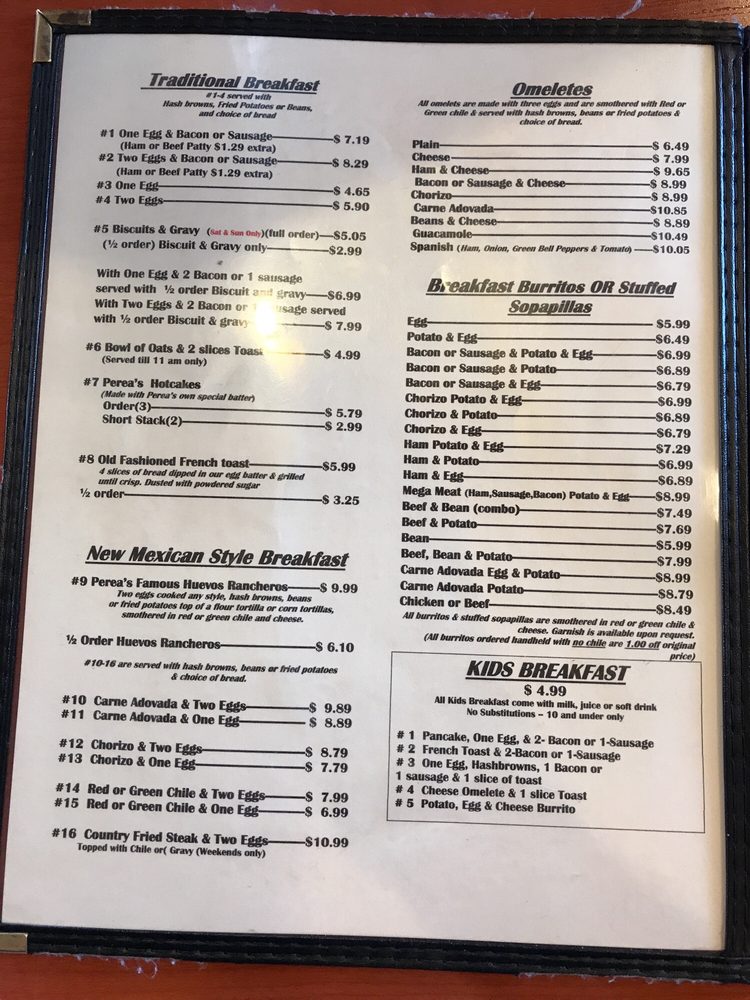 Traditional Breakfast
#1-4 served with
Hash browns, Fried Potatoes or Beans,
and choice of bread
#1 One Egg & Bacon or Sausage $ 7.19
(Ham or Beef Patty $1.29 extra)
#2 Two Eggs & Bacon or Sausage $ 8.29
(Ham or Beef Patty $1.29 extra)
#3 One Egg $ 4.65
#4 Two Eggs $ 5.90
#5 Biscuits & Gravy (Sat & Sun Only)(full order) $5.05
(½ order) Biscuit & Gravy only $2.99
With One Egg & 2 Bacon or 1 sausage
served with ½ order Biscuit and gravy $6.99
With Two Eggs & 2 Bacon or 1 sausage served
with ½ order Biscuit & gravy $ 7.99
#6 Bowl of Oats & 2 slices Toast $ 4.99
(Served till 11 am only)
#7 Perea's Hotcakes
(Made with Perea's own special batter)
Order(3) $ 5.79
Short Stack(2) $ 2.99
#8 Old Fashioned French toast $5.99
4 slices of bread dipped in our egg batter & grilled
until crisp. Dusted with powdered sugar
½ order $ 3.25
New Mexican Style Breakfast
#9 Perea's Famous Huevos Rancheros $ 9.99
Two eggs cooked any style, hash browns, beans
or fried potatoes top of a flour tortilla or corn tortillas,
smothered in red or green chile and cheese.
½ Order Huevos Rancheros $ 6.10
#10-16 are served with hash browns, beans or fried potatoes
& choice of bread.
#10 Carne Adovada & Two Eggs $ 9.89
#11 Carne Adovada & One Egg $ 8.89
#12 Chorizo & Two Eggs $ 8.79
#13 Chorizo & One Egg $ 7.79
#14 Red or Green Chile & Two Eggs $ 7.99
#15 Red or Green Chile & One Egg $ 6.99
#16 Country Fried Steak & Two Eggs $10.99
Topped with Chile or( Gravy (Weekends only)
Omeletes
All omelets are made with three eggs and are smothered with Red or
Green chile & served with hash browns, beans or fried potatoes &
choice of bread.
Plain $ 6.49
Cheese $ 7.99
Ham & Cheese $ 9.65
Bacon or Sausage & Cheese $ 8.99
Chorizo $ 8.99
Carne Adovada $10.85
Beans & Cheese $ 8.89
Guacamole $10.49
Spanish (Ham, Onion, Green Bell Peppers & Tomato) $10.05
Breakfast Burritos OR Stuffed
Sopapillas
Egg $5.99
Potato & Egg $6.49
Bacon or Sausage & Potato & Egg $6.99
Bacon or Sausage & Potato $6.89
Bacon or Sausage & Egg $6.79
Chorizo Potato & Egg $6.99
Chorizo & Potato $6.89
Chorizo & Egg $6.79
Ham Potato & Egg $7.29
Ham & Potato $6.99
Ham & Egg $6.89
Mega Meat (Ham,Sausage,Bacon) Potato & Egg $8.99
Beef & Bean (combo) $7.49
Beef & Potato $7.69
Bean $5.99
Beef, Bean & Potato $7.99
Carne Adovada Egg & Potato $8.99
Carne Adovada Potato $8.79
Chicken or Beef $8.49
All burritos & stuffed sopapillas are smothered in red or green chile &
cheese. Garnish is available upon request.
(All burritos ordered handheld with no chile are 1.00 off original
price)
KIDS BREAKFAST
$ 4.99
All Kids Breakfast come with milk, juice or soft drink
No Substitutions – 10 and under only
# 1 Pancake, One Egg, & 2- Bacon or 1-Sausage
# 2 French Toast & 2-Bacon or 1-Sausage
# 3 One Egg, Hashbrowns, 1 Bacon or
1 sausage & 1 slice of toast
# 4 Cheese Omelete & 1 slice Toast
# 5 Potato, Egg & Cheese Burrito